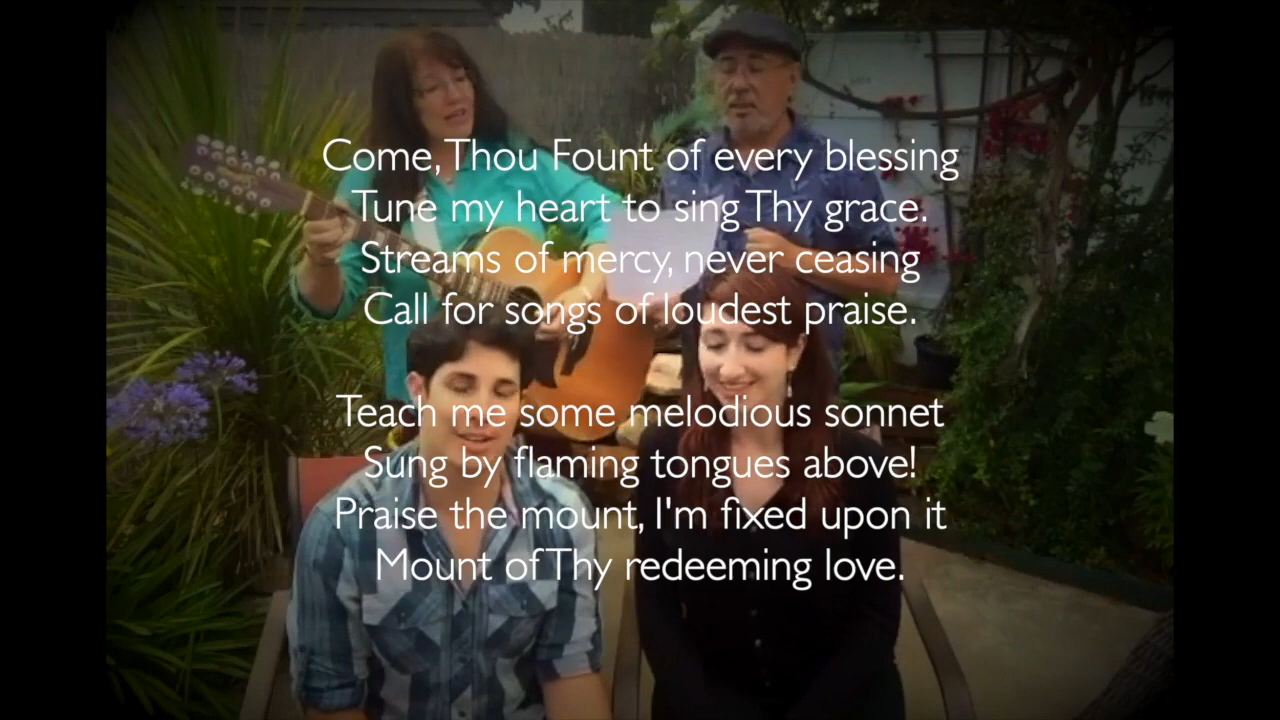 Come, Thou Fount of every blessing
Tune my heart to sing Thy grace.
Streams of mercy, never ceasing
Call for songs of loudest praise.
Teach me some melodious sonnet
Sung by flaming tongues above!
Praise the mount, I'm fixed upon it
Mount of Thy redeeming love.